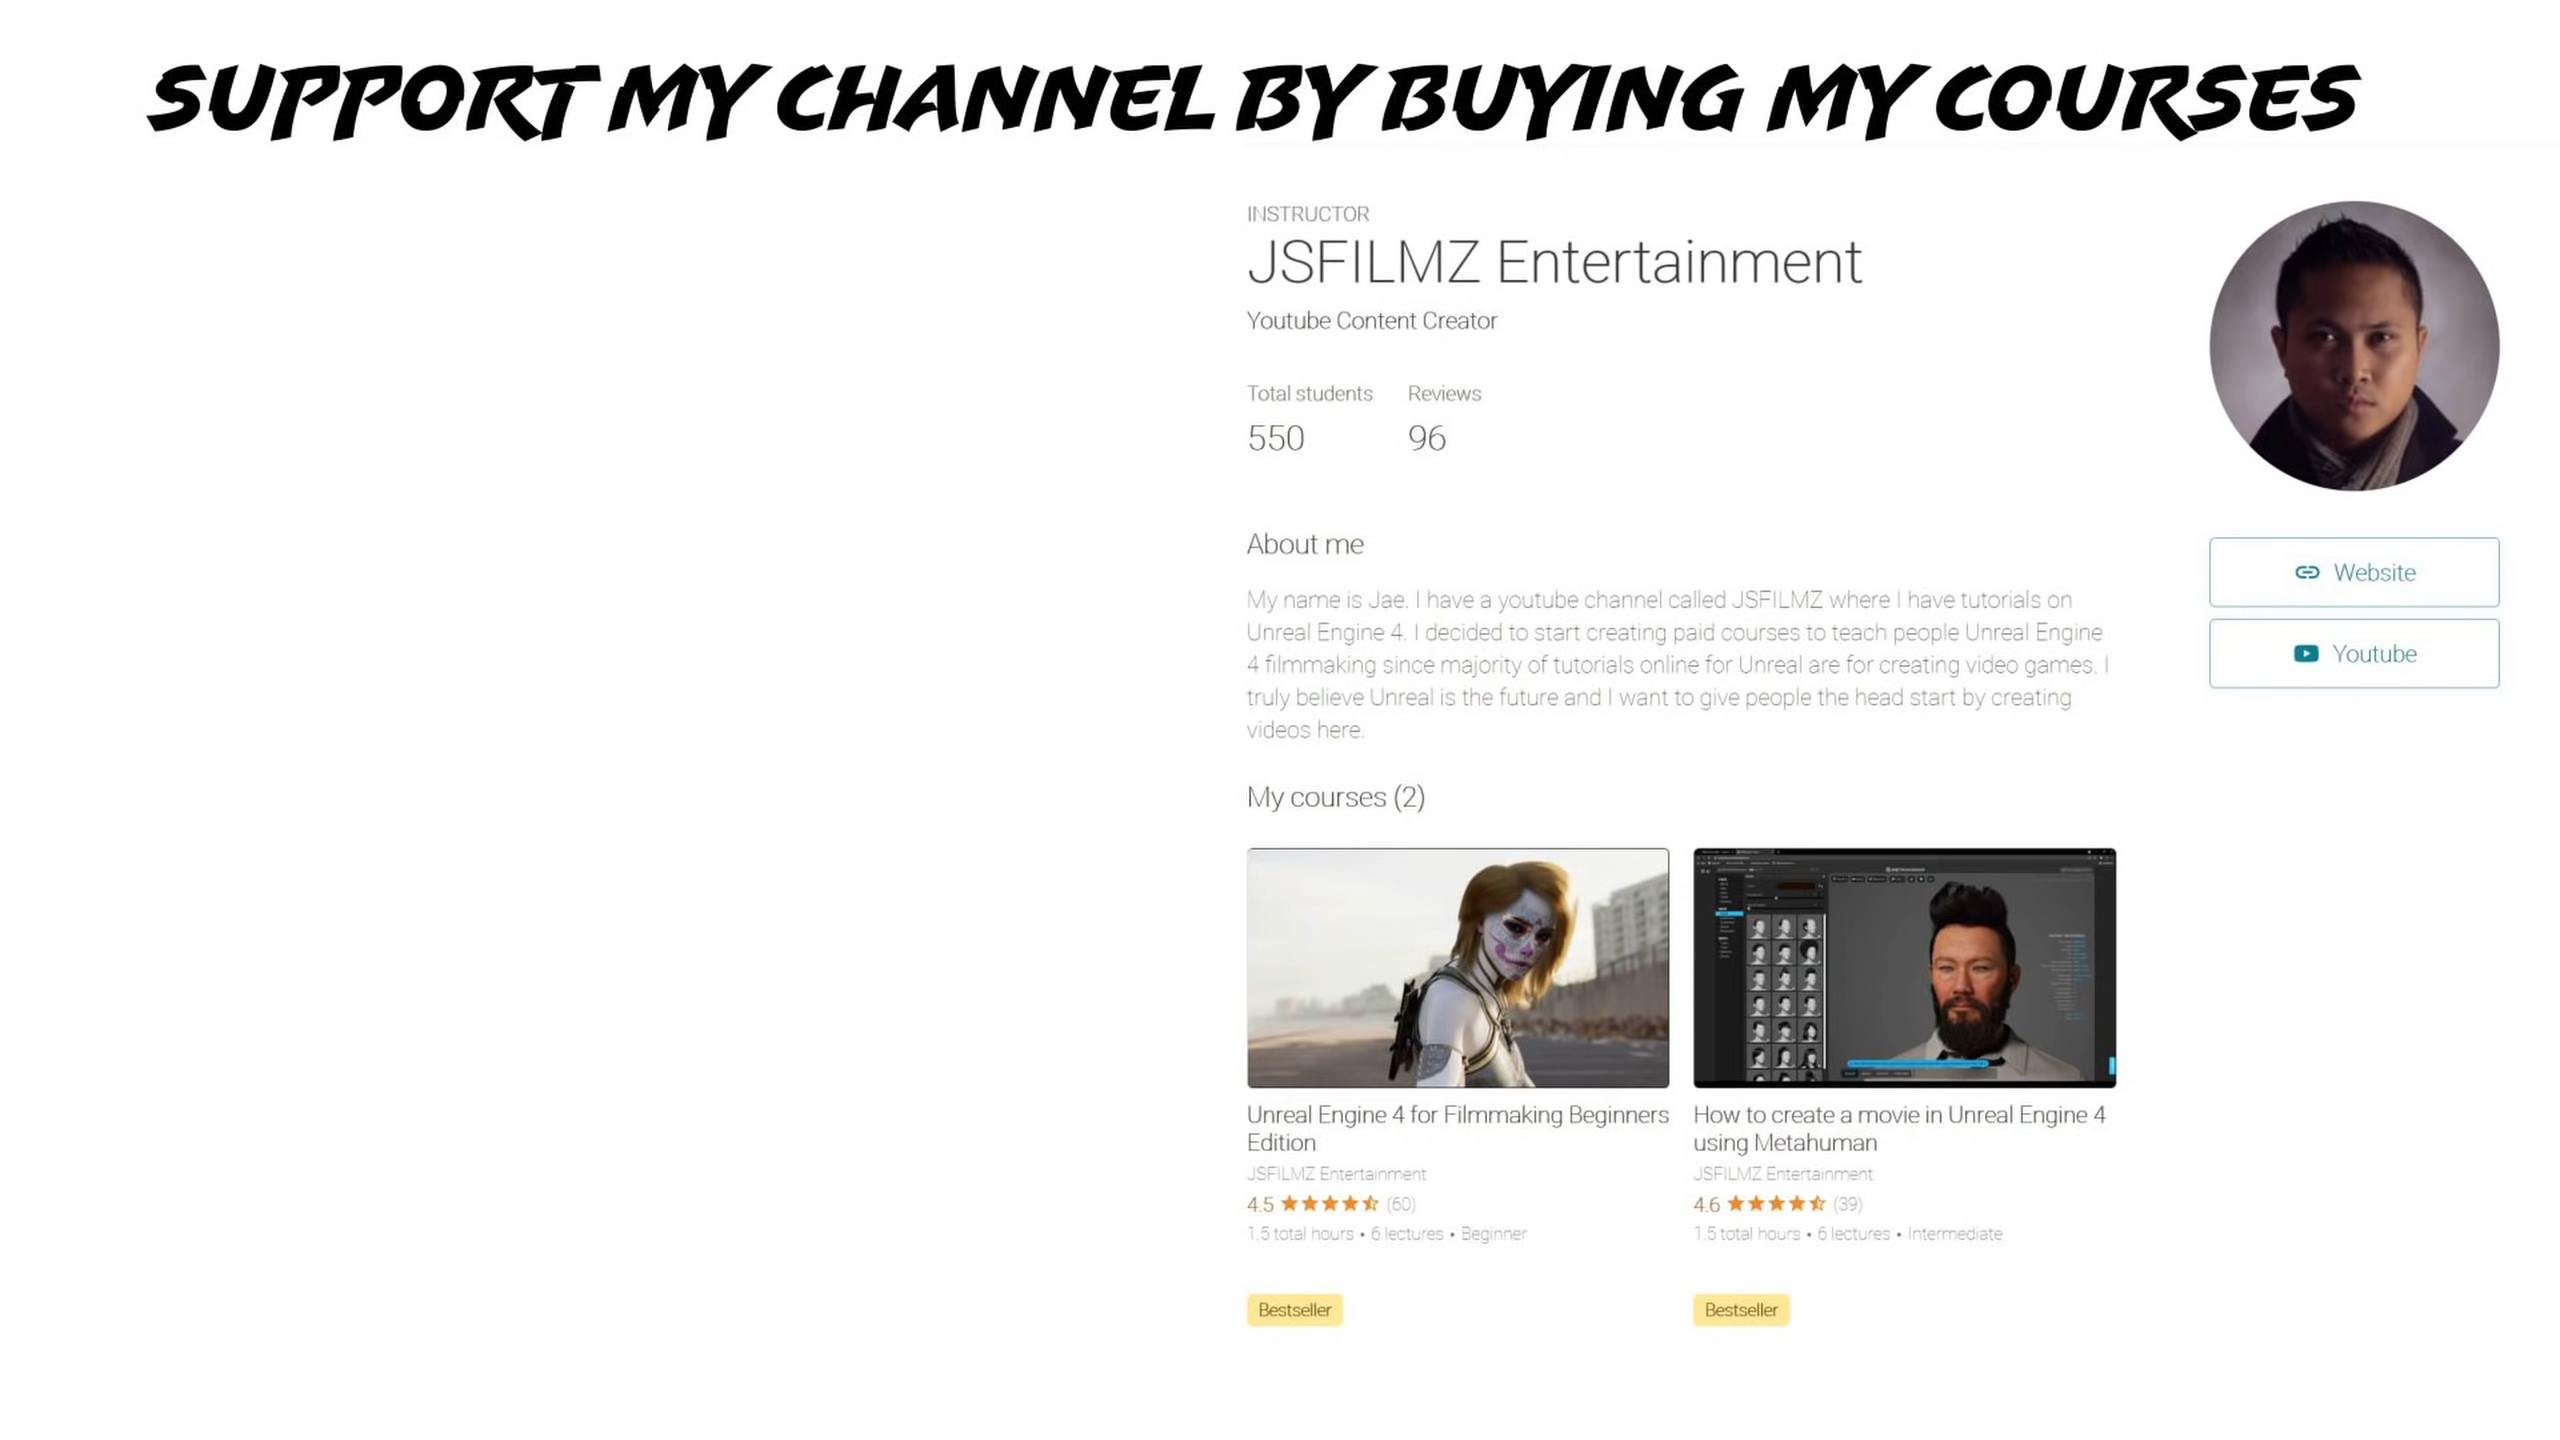 SUPPORT MY CHANNEL BY BUYING MY COURSES
INSTRUCTOR
JSFILMZ Entertainment
Youtube Content Creator
Total students Reviews
550 96
About me
My name is Jae. I have a youtube channel called JSFILMZ where I have tutorials on
Unreal Engine 4. I decided to start creating paid courses to teach people Unreal Engine
4 filmmaking since majority of tutorials online for Unreal are for creating video games. I
truly believe Unreal is the future and I want to give people the head start by creating
videos here.
Website
Youtube
My courses (2)
Unreal Engine 4 for Filmmaking Beginners
Edition
JSFILMZ Entertainment
4.5 (60)
1.5 total hours • 6 lectures • Beginner
Bestseller
How to create a movie in Unreal Engine 4
using Metahuman
JSFILMZ Entertainment
4.6 (39)
1.5 total hours • 6 lectures • Intermediate
Bestseller